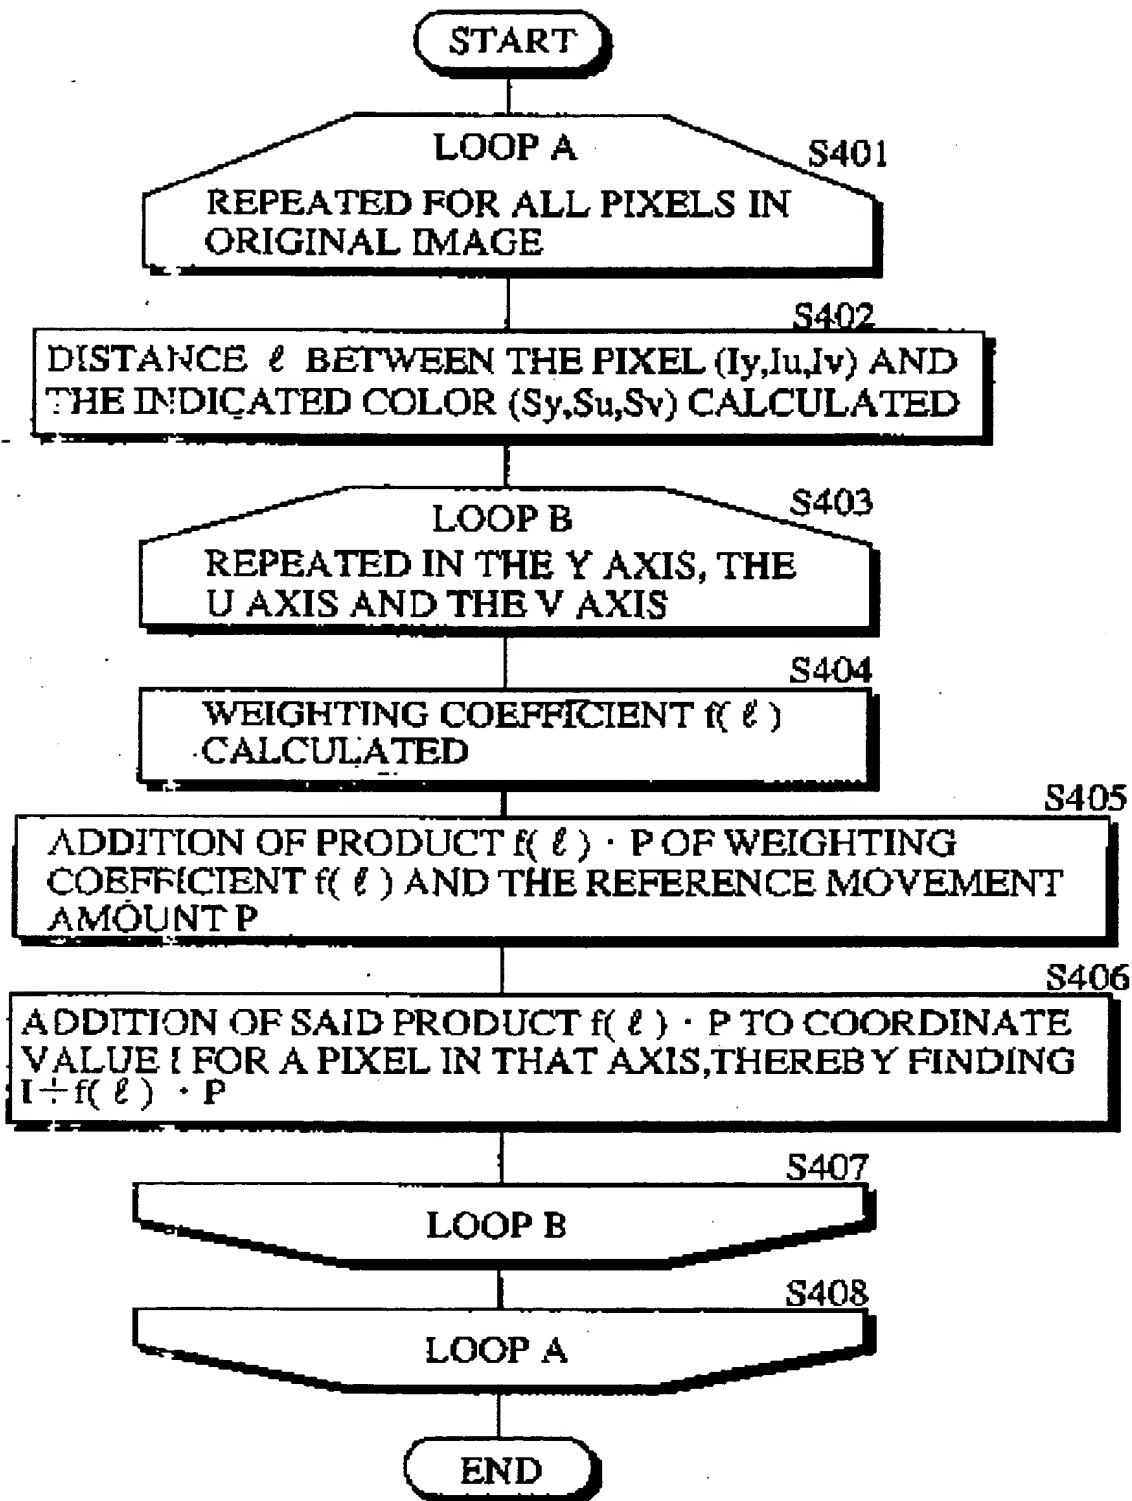 START
LOOP A
S401
REPEATED FOR ALL PIXELS IN
ORIGINAL IMAGE
S402
DISTANCE ℓ BETWEEN THE PIXEL (Iy,Iu,Iv) AND
THE INDICATED COLOR (Sy,Su,Sv) CALCULATED
S403
LOOP B
REPEATED IN THE Y AXIS, THE
U AXIS AND THE V AXIS
S404
WEIGHTING COEFFICIENT f( ℓ )
CALCULATED
S405
ADDITION OF PRODUCT f( ℓ ) · P OF WEIGHTING
COEFFICIENT f( ℓ ) AND THE REFERENCE MOVEMENT
AMOUNT P
S406
ADDITION OF SAID PRODUCT f( ℓ ) · P TO COORDINATE
VALUE I FOR A PIXEL IN THAT AXIS,THEREBY FINDING
I+f( ℓ ) · P
S407
LOOP B
S408
LOOP A
END